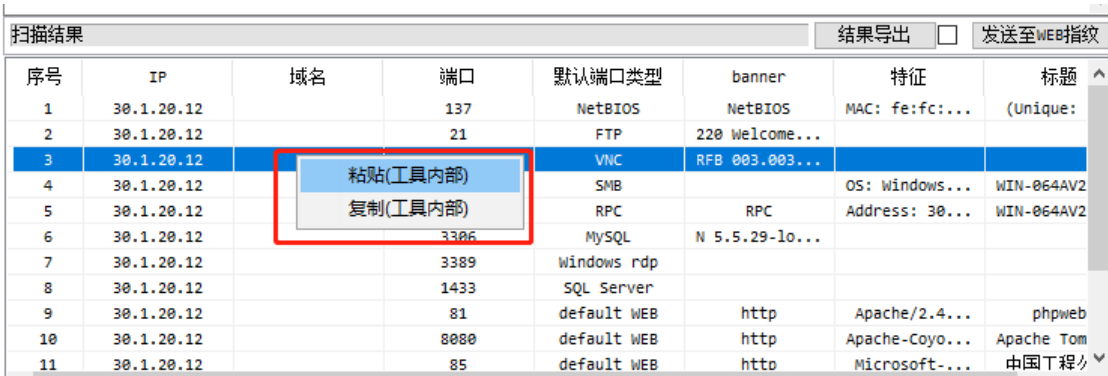 扫描结果 结果导出 发送至WEB指纹
序号 IP 域名 端口 默认端口类型 banner 特征 标题
1 30.1.20.12 137 NetBIOS NetBIOS MAC: fe:fc:... (Unique:
2 30.1.20.12 21 FTP 220 Welcome...
3 30.1.20.12 VNC RFB 003.003...
粘贴(工具内部)
4 30.1.20.12 SMB OS: Windows... WIN-064AV2
复制(工具内部)
5 30.1.20.12 RPC RPC Address: 30... WIN-064AV2
6 30.1.20.12 3306 MySQL N 5.5.29-lo...
7 30.1.20.12 3389 Windows rdp
8 30.1.20.12 1433 SQL Server
9 30.1.20.12 81 default WEB http Apache/2.4... phpweb
10 30.1.20.12 8080 default WEB http Apache-Coyo... Apache Tom
11 30.1.20.12 85 default WEB http Microsoft-... 中国工程